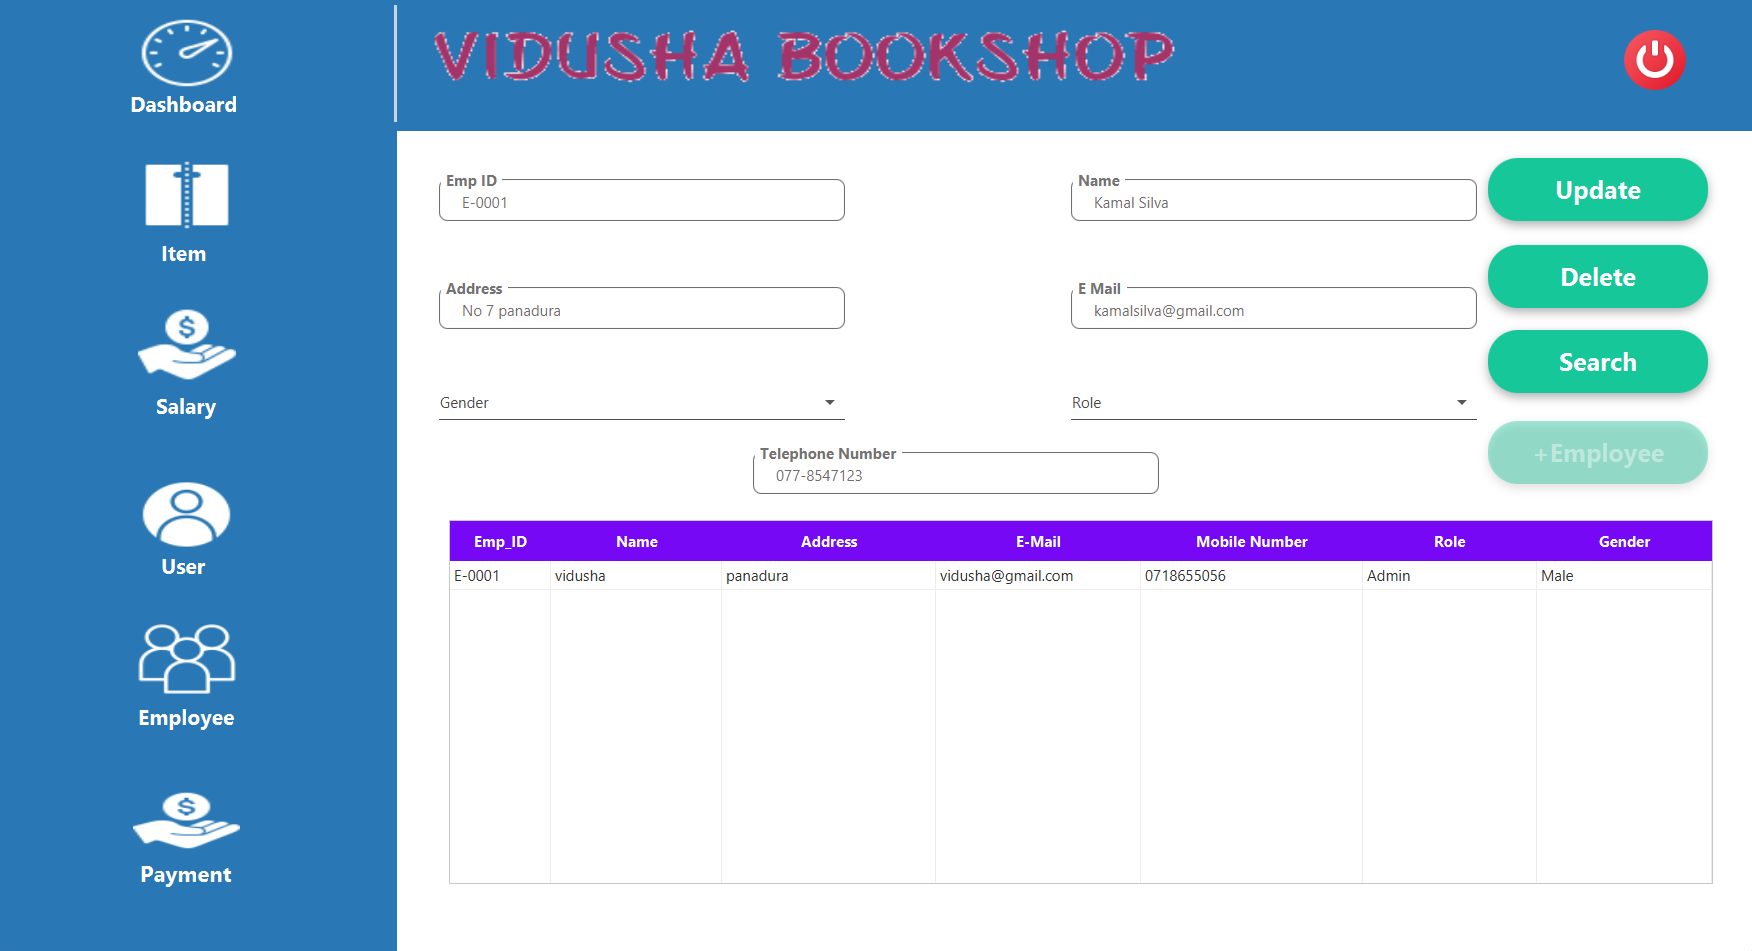 Dashboard
Item
$
Salary
User
Employee
$
Payment
VIDUSHA BOOKSHOP
Emp ID
E-0001
Name
Kamal Silva
Address
No 7 panadura
E Mail
kamalsilva@gmail.com
Gender
Role
Telephone Number
077-8547123
Update
Delete
Search
+Employee
Emp_ID Name Address E-Mail Mobile Number Role Gender
E-0001 vidusha panadura vidusha@gmail.com 0718655056 Admin Male